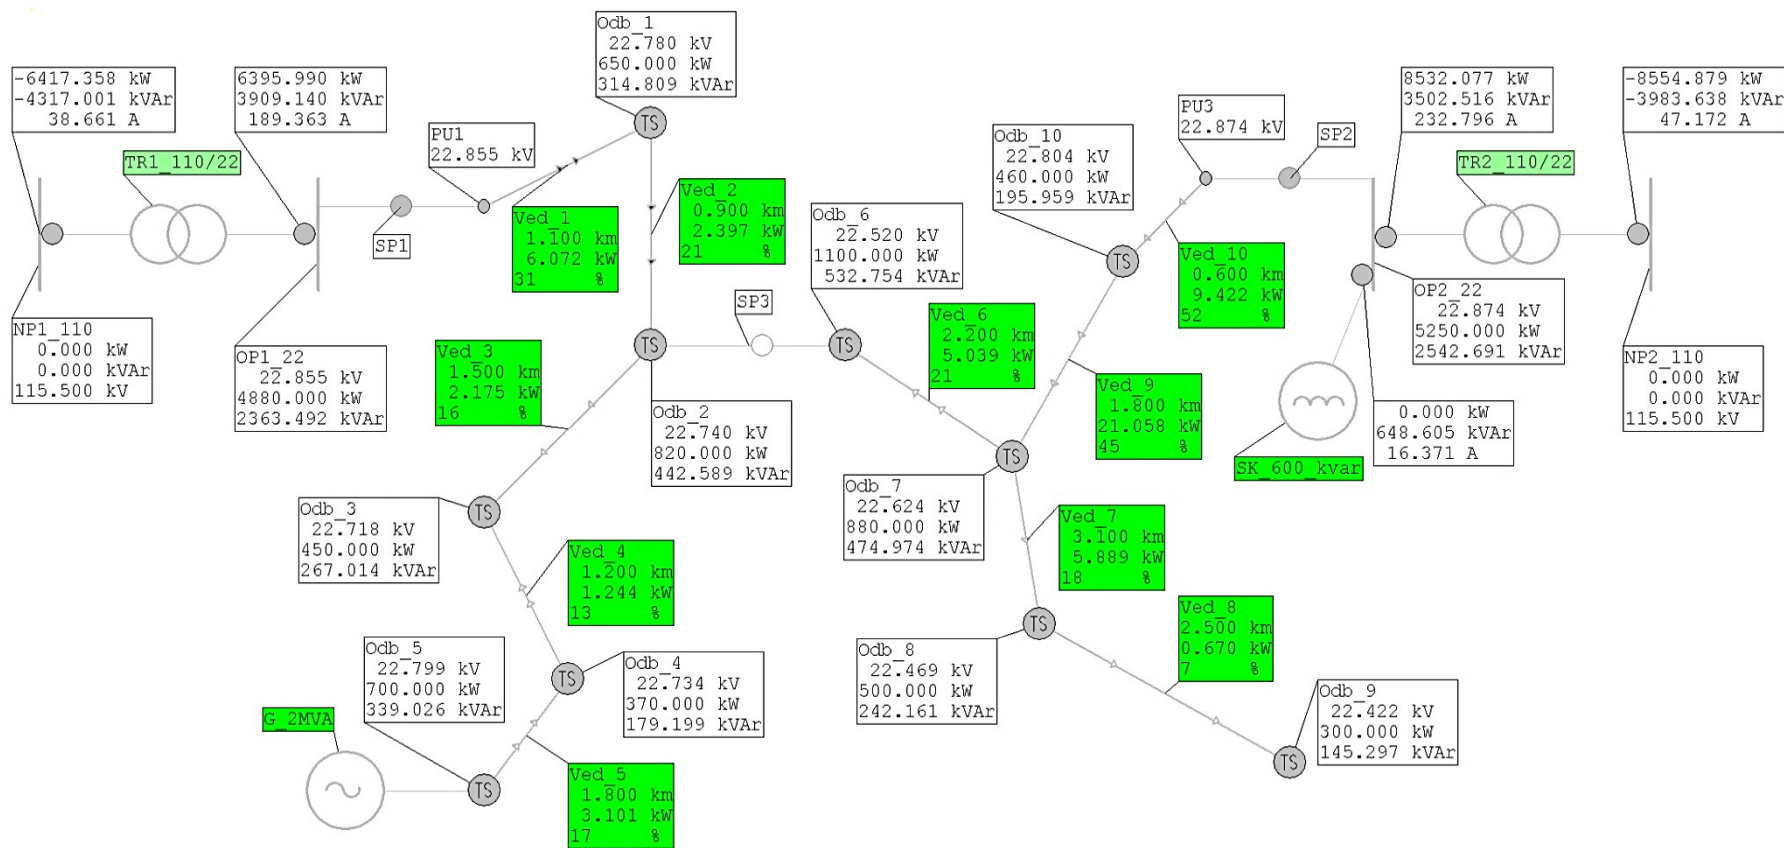 Odb_1
22.780 kV
650.000 kW
314.809 kVAr
-6417.358 kW
-4317.001 kVAr
38.661 A
6395.990 kW
3909.140 kVAr
189.363 A
TR1_110/22
PU1
22.855 kV
SP1
TS
Ved_1
1.100 km
6.072 kW
31 %
Ved_2
0.900 km
2.397 kW
21 %
NP1_110
0.000 kW
0.000 kVAr
115.500 kV
OP1_22
22.855 kV
4880.000 kW
2363.492 kVAr
Ved_3
1.500 km
2.175 kW
16 %
TS
SP3
TS
Odb_2
22.740 kV
820.000 kW
442.589 kVAr
Odb_3
22.718 kV
450.000 kW
267.014 kVAr
TS
Ved_4
1.200 km
1.244 kW
13 %
Odb_5
22.799 kV
700.000 kW
339.026 kVAr
TS
Odb_4
22.734 kV
370.000 kW
179.199 kVAr
G_2MVA
TS
Ved_5
1.800 km
3.101 kW
17 %
Odb_6
22.520 kV
1100.000 kW
532.754 kVAr
Odb_10
22.804 kV
460.000 kW
195.959 kVAr
PU3
22.874 kV
SP2
8532.077 kW
3502.516 kVAr
232.796 A
-8554.879 kW
-3983.638 kVAr
47.172 A
TR2_110/22
TS
Ved_10
0.600 km
9.422 kW
52 %
Ved_6
2.200 km
5.039 kW
21 %
Ved_9
1.800 km
21.058 kW
45 %
OP2_22
22.874 kV
5250.000 kW
2542.691 kVAr
NP2_110
0.000 kW
0.000 kVAr
115.500 kV
SK_600_kvar
0.000 kW
648.605 kVAr
16.371 A
TS
Odb_7
22.624 kV
880.000 kW
474.974 kVAr
Ved_7
3.100 km
5.889 kW
18 %
TS
Odb_8
22.469 kV
500.000 kW
242.161 kVAr
Ved_8
2.500 km
0.670 kW
7 %
Odb_9
22.422 kV
300.000 kW
145.297 kVAr
TS